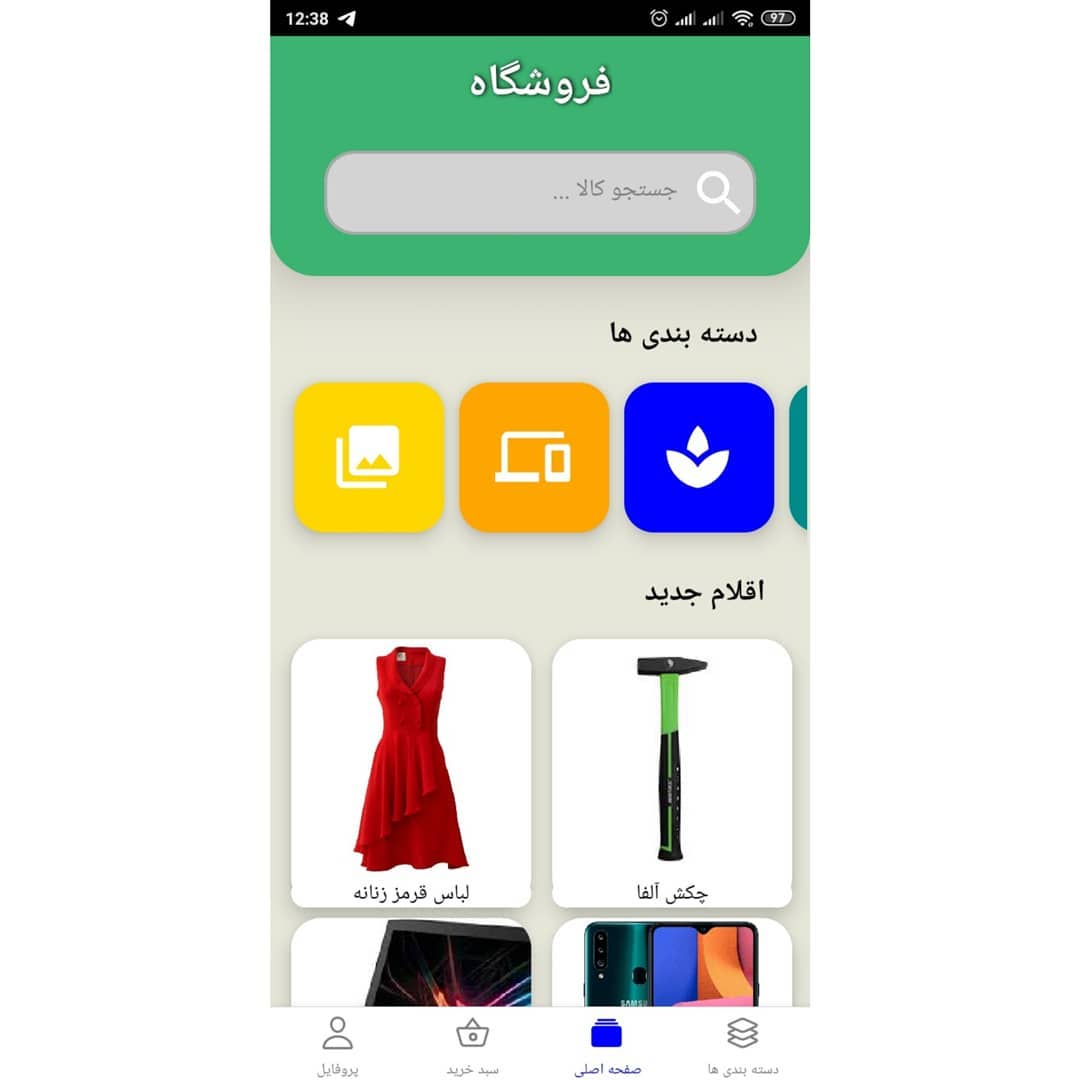 12:38
97
فروشگاه
جستجو کالا ...
دسته بندی ها
اقلام جدید
چکش آلفا
لباس قرمز زنانه
SAMSU
دسته بندی ها
صفحه اصلی
سبد خرید
پروفایل